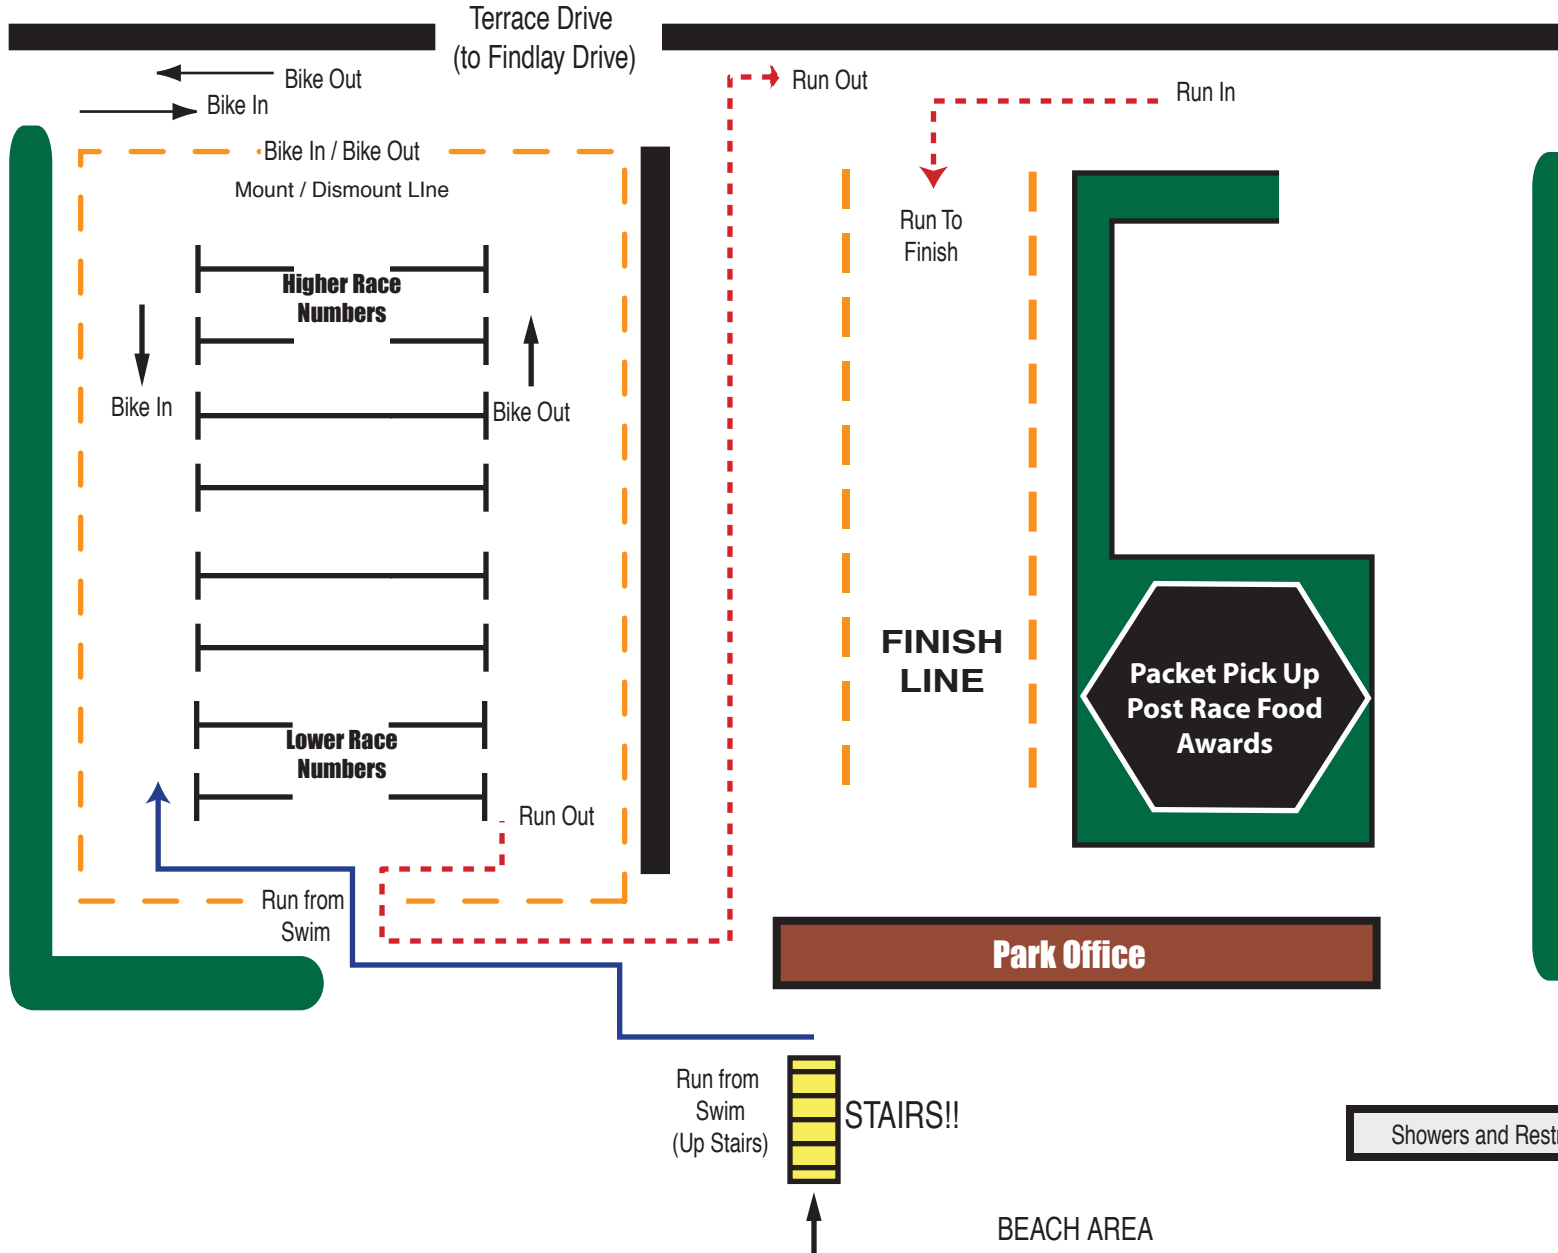 Terrace Drive
(to Findlay Drive)
Bike Out
Bike In
Run Out
Run In
Bike In / Bike Out
Mount / Dismount LIne
Run To
Finish
Higher Race
Numbers
Bike In
Bike Out
FINISH
LINE
Packet Pick Up
Post Race Food
Awards
Lower Race
Numbers
Run Out
Run from
Swim
Park Office
Run from
Swim
(Up Stairs)
STAIRS!!
Showers and Restr
BEACH AREA